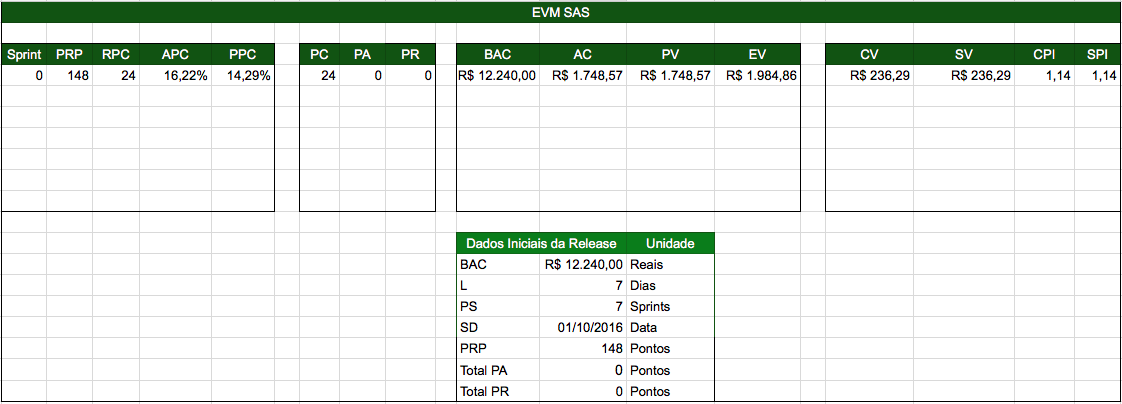 EVM SAS
Sprint PRP RPC APC PPC PC PA PR BAC AC PV EV CV SV CPI SPI
0 148 24 16,22% 14,29% 24 0 0 R$ 12.240,00 R$ 1.748,57 R$ 1.748,57 R$ 1.984,86 R$ 236,29 R$ 236,29 1,14 1,14
Dados Iniciais da Release Unidade
BAC R$ 12.240,00 Reais
L 7 Dias
PS 7 Sprints
SD 01/10/2016 Data
PRP 148 Pontos
Total PA 0 Pontos
Total PR 0 Pontos